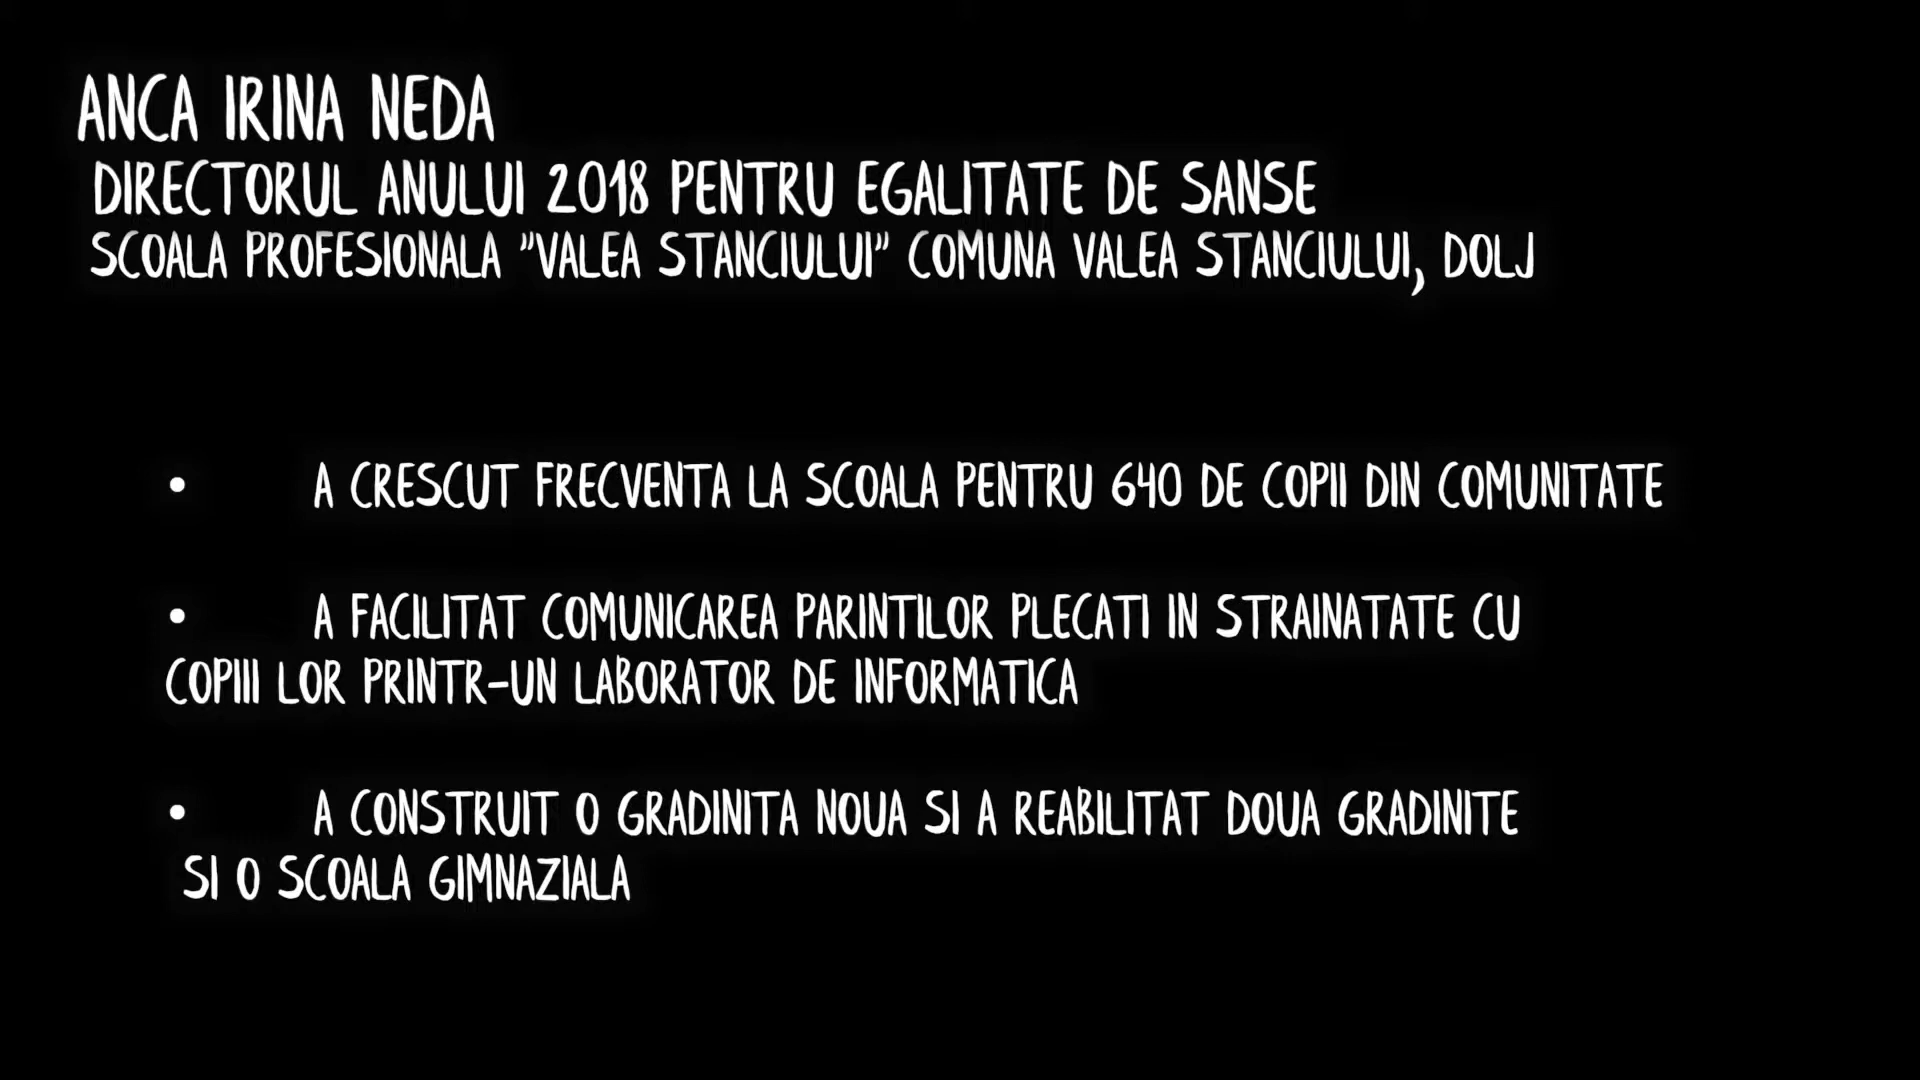 ANCA IRINA NEDA
DIRECTORUL ANULUI 2018 PENTRU EGALITATE DE SANSE
SCOALA PROFESIONALA "VALEA STANCIULUI" COMUNA VALEA STANCIULUI, DOLJ
• A CRESCUT FRECVENTA LA SCOALA PENTRU 640 DE COPII DIN COMUNITATE
• A FACILITAT COMUNICAREA PARINTILOR PLECATI IN STRAINATATE CU
COPIII LOR PRINTR-UN LABORATOR DE INFORMATICA
• A CONSTRUIT O GRADINITA NOUA SI A REABILITAT DOUA GRADINITE
SI O SCOALA GIMNAZIALA